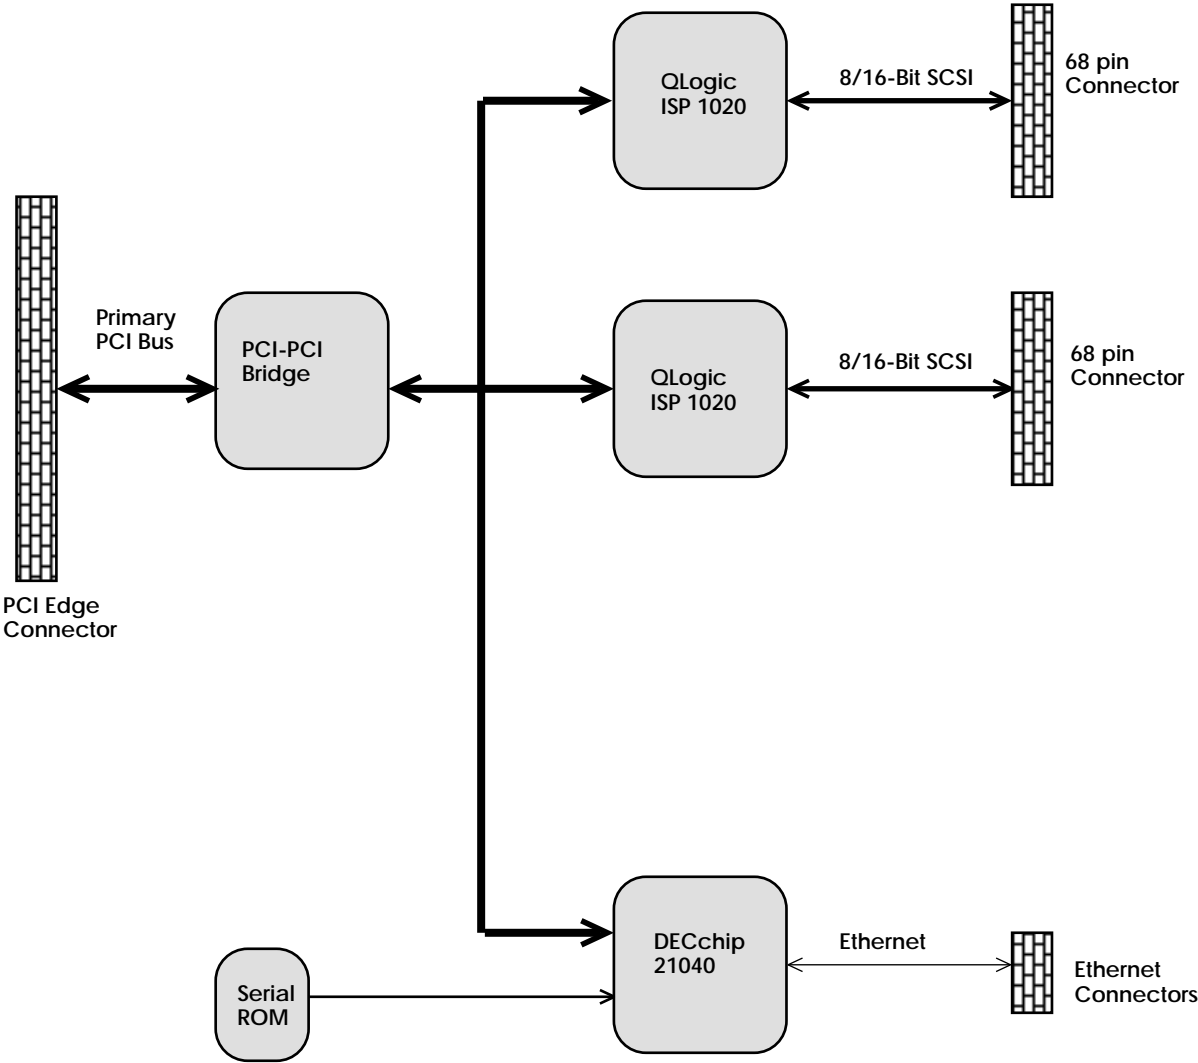 QLogic
ISP 1020
8/16-Bit SCSI
68 pin
Connector
Primary
PCI Bus
PCI-PCI
Bridge
QLogic
ISP 1020
8/16-Bit SCSI
68 pin
Connector
PCI Edge
Connector
DECchip
21040
Ethernet
Ethernet
Connectors
Serial
ROM